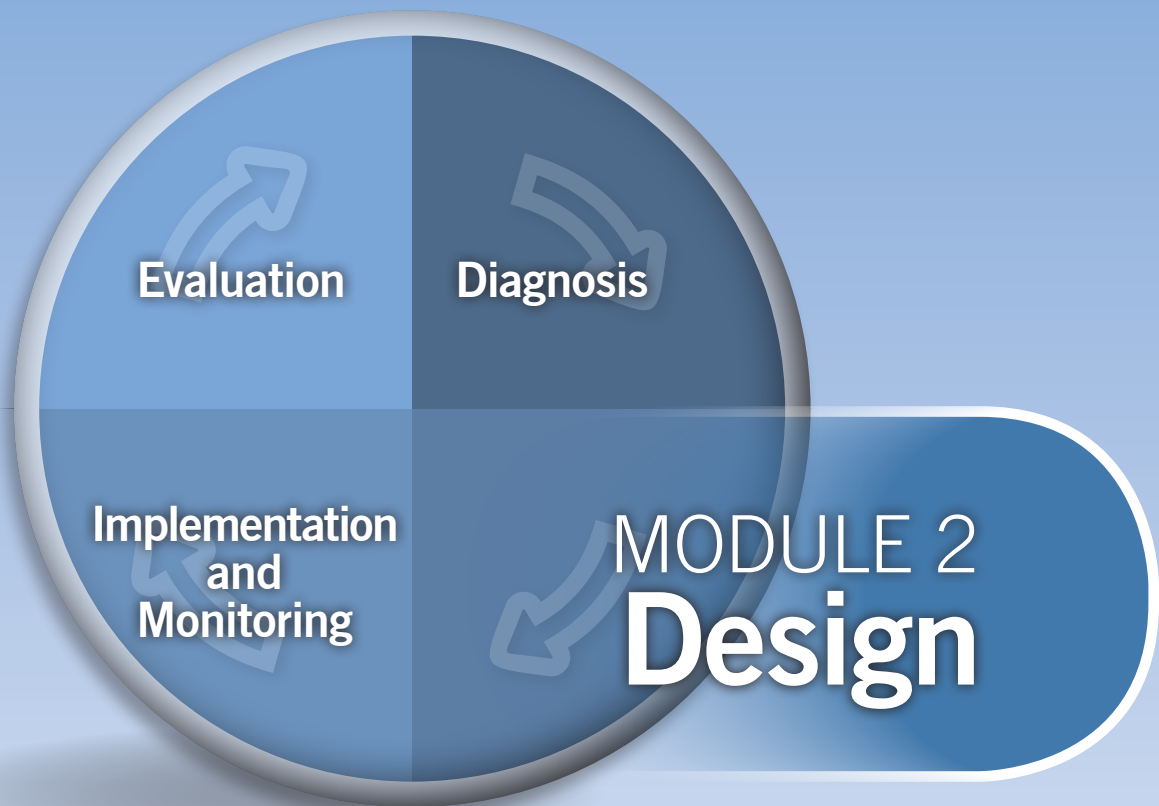 Evaluation
Diagnosis
Implementation
and
Monitoring
MODULE 2
Design